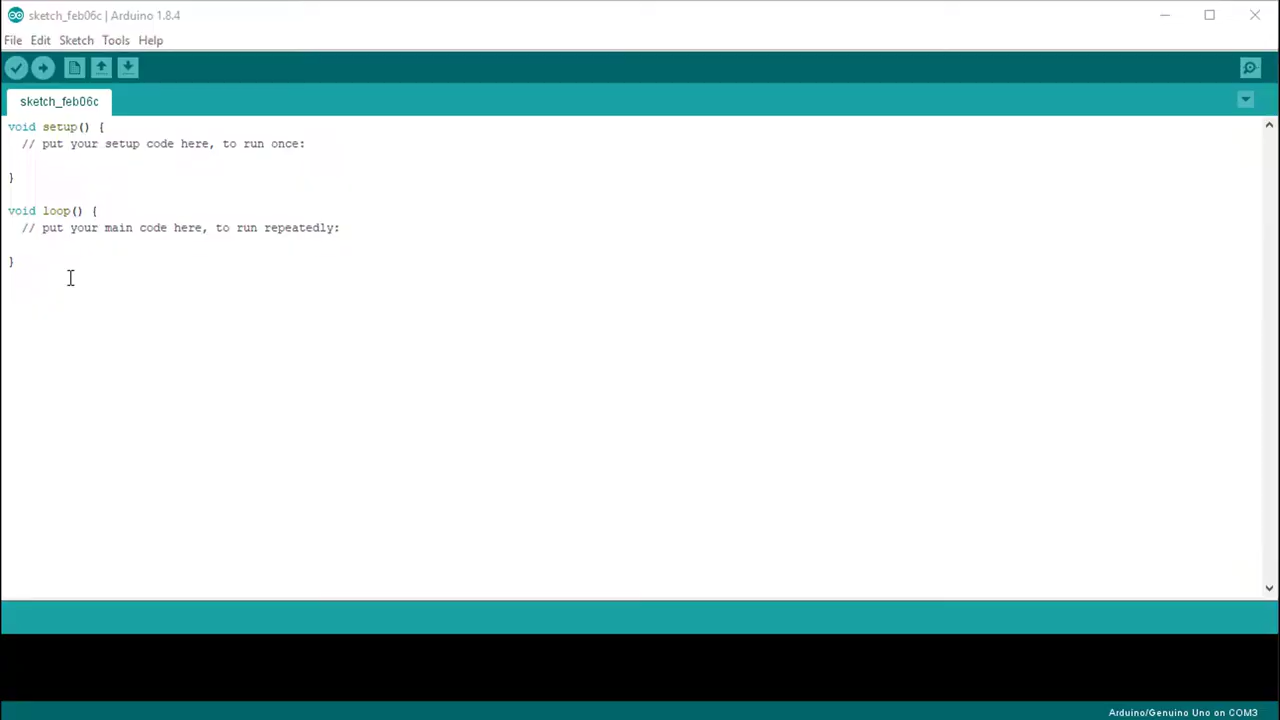 sketch_feb06c | Arduino 1.8.4
File Edit Sketch Tools Help
sketch_feb06c
void setup() {
  // put your setup code here, to run once:
}
void loop() {
  // put your main code here, to run repeatedly:
}
Arduino/Genuino Uno on COM3